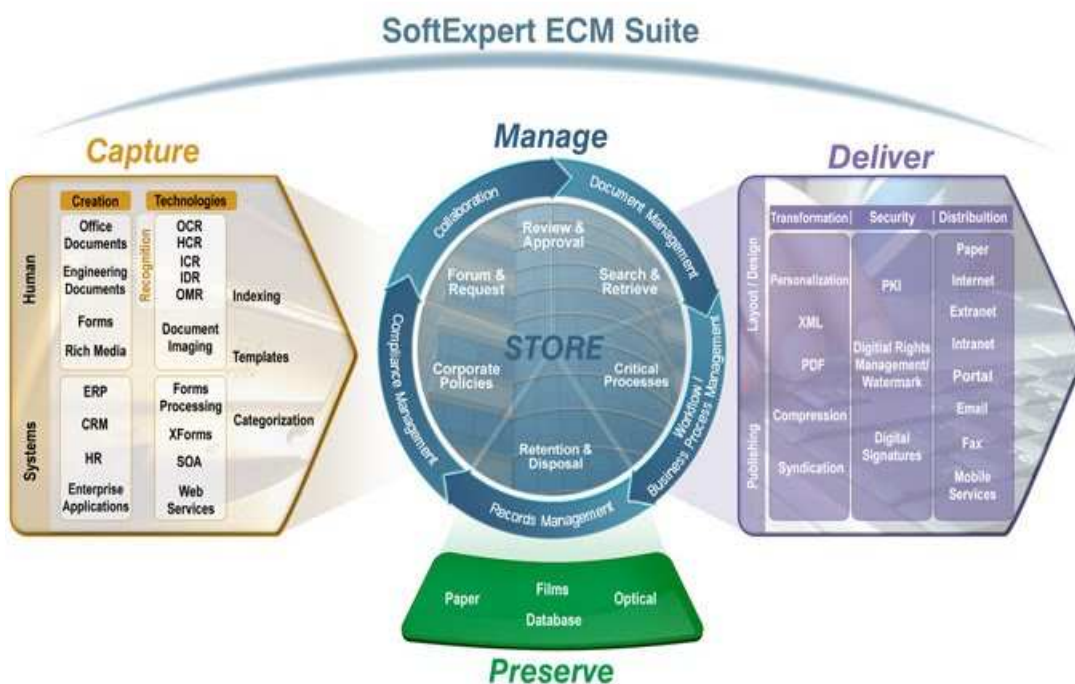 SoftExpert ECM Suite
Capture
Creation
Technologies
Human
Systems
Office
Documents
Engineering
Documents
Forms
Rich Media
ERP
CRM
HR
Enterprise
Applications
Recognition
OCR
HCR
ICR
IDR
OMR
Document
Imaging
Forms
Processing
XForms
SOA
Web
Services
Indexing
Templates
Categorization
Manage
Collaboration
Document Management
Workflow /
Business Process Management
Records Management
Compliance Management
Review &
Approval
Forum &
Request
Search &
Retrieve
STORE
Corporate
Policies
Critical
Processes
Retention &
Disposal
Deliver
Layout / Design
Publishing
Transformation
Security
Distribuition
Personalization
XML
PDF
Compression
Syndication
PKI
Digitial Rights
Management/
Watermark
Digital
Signatures
Paper
Internet
Extranet
Intranet
Portal
Email
Fax
Mobile
Services
Paper
Films
Optical
Database
Preserve